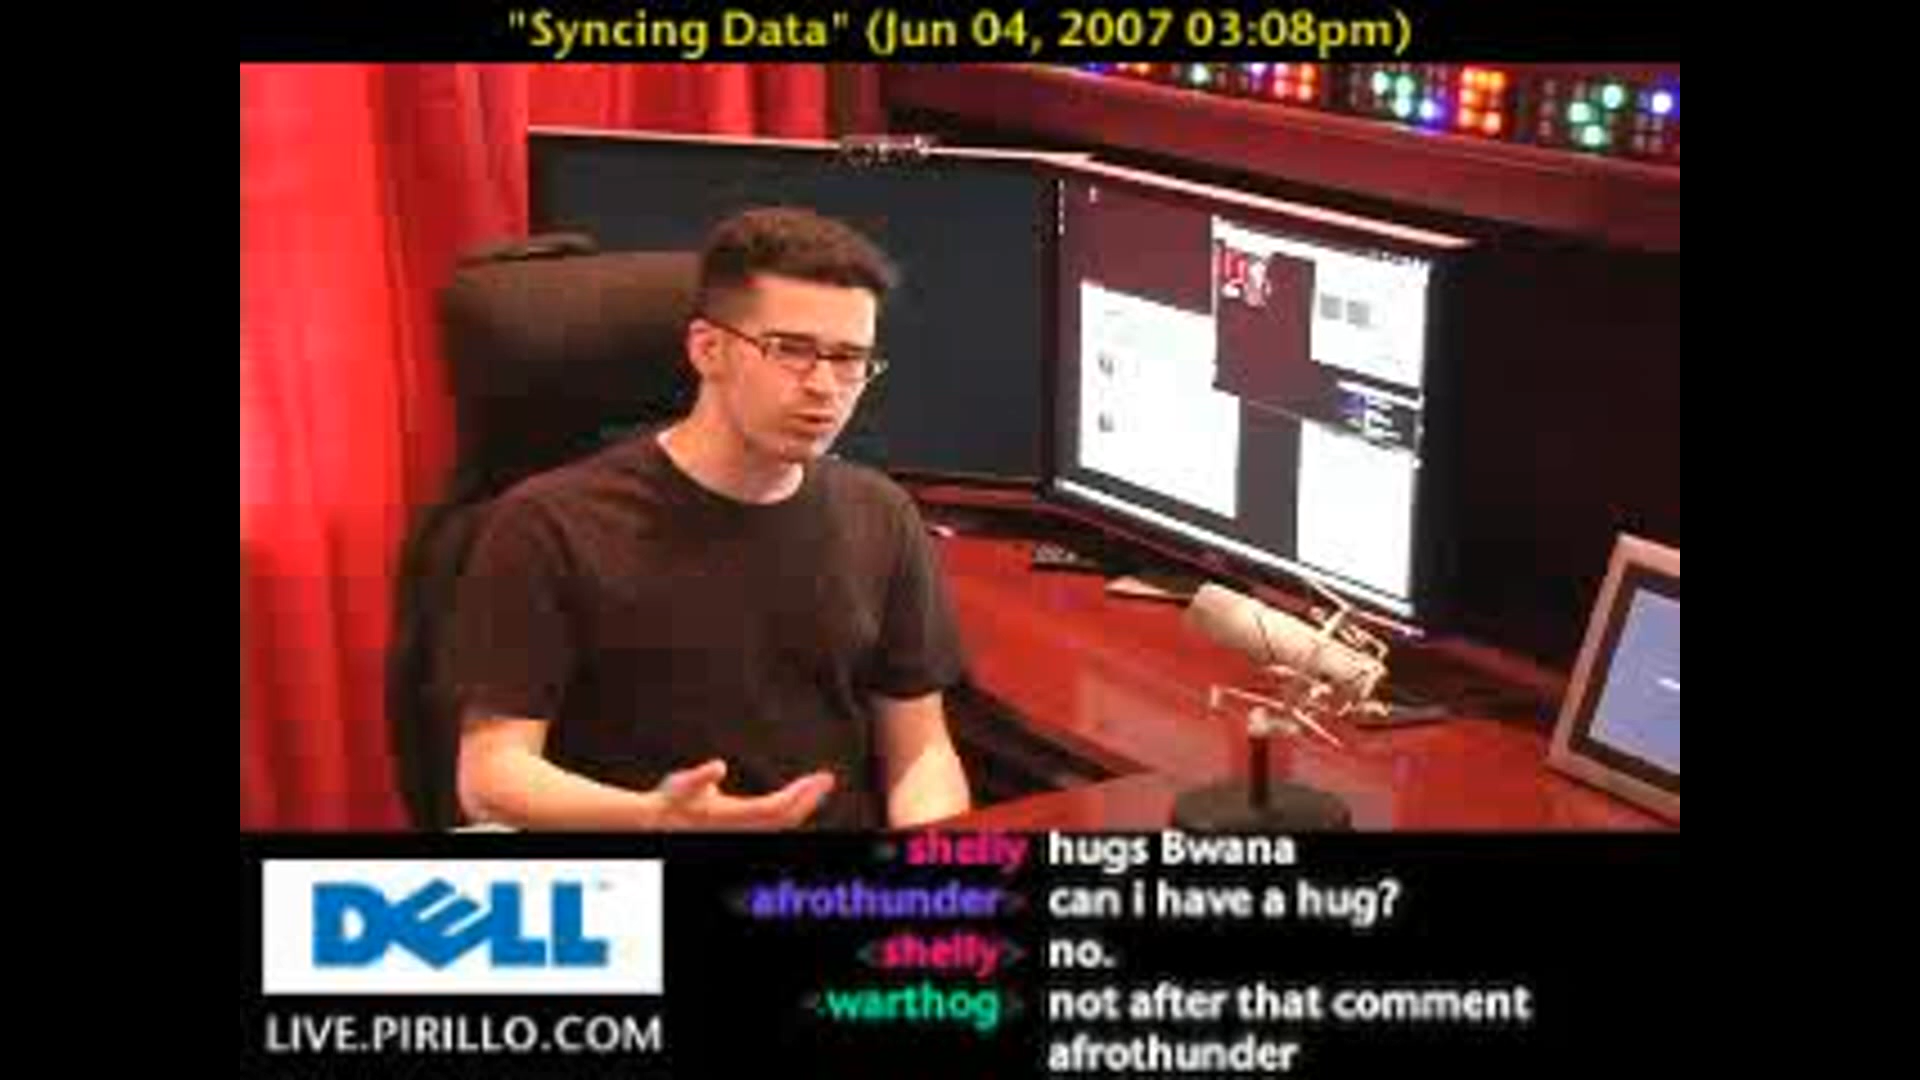 "Syncing Data" (Jun 04, 2007 03:08pm)
shelly hugs Bwana
<afrothunder> can i have a hug?
<shelly> no.
<warthog> not after that comment
afrothunder
DELL
LIVE.PIRILLO.COM